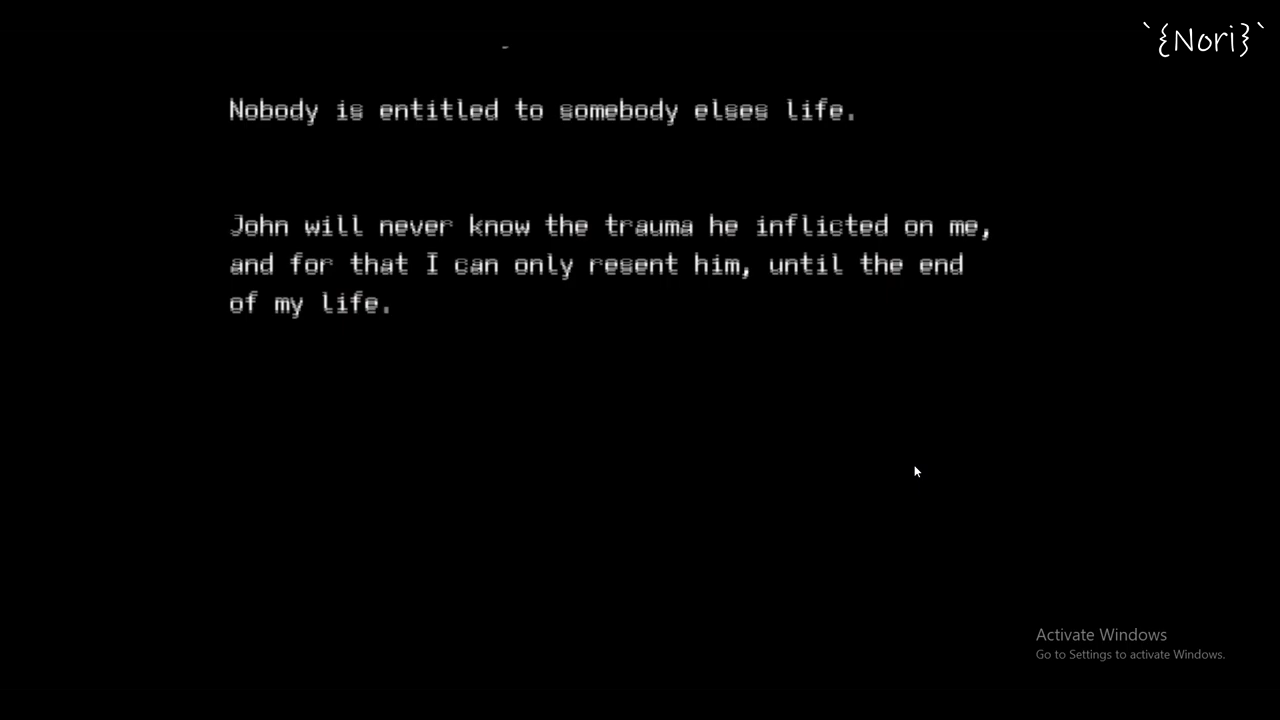 `{Nori}`
Nobody is entitled to somebody elses life.
John will never know the trauma he inflicted on me,
and for that I can only resent him, until the end
of my life.
Activate Windows
Go to Settings to activate Windows.